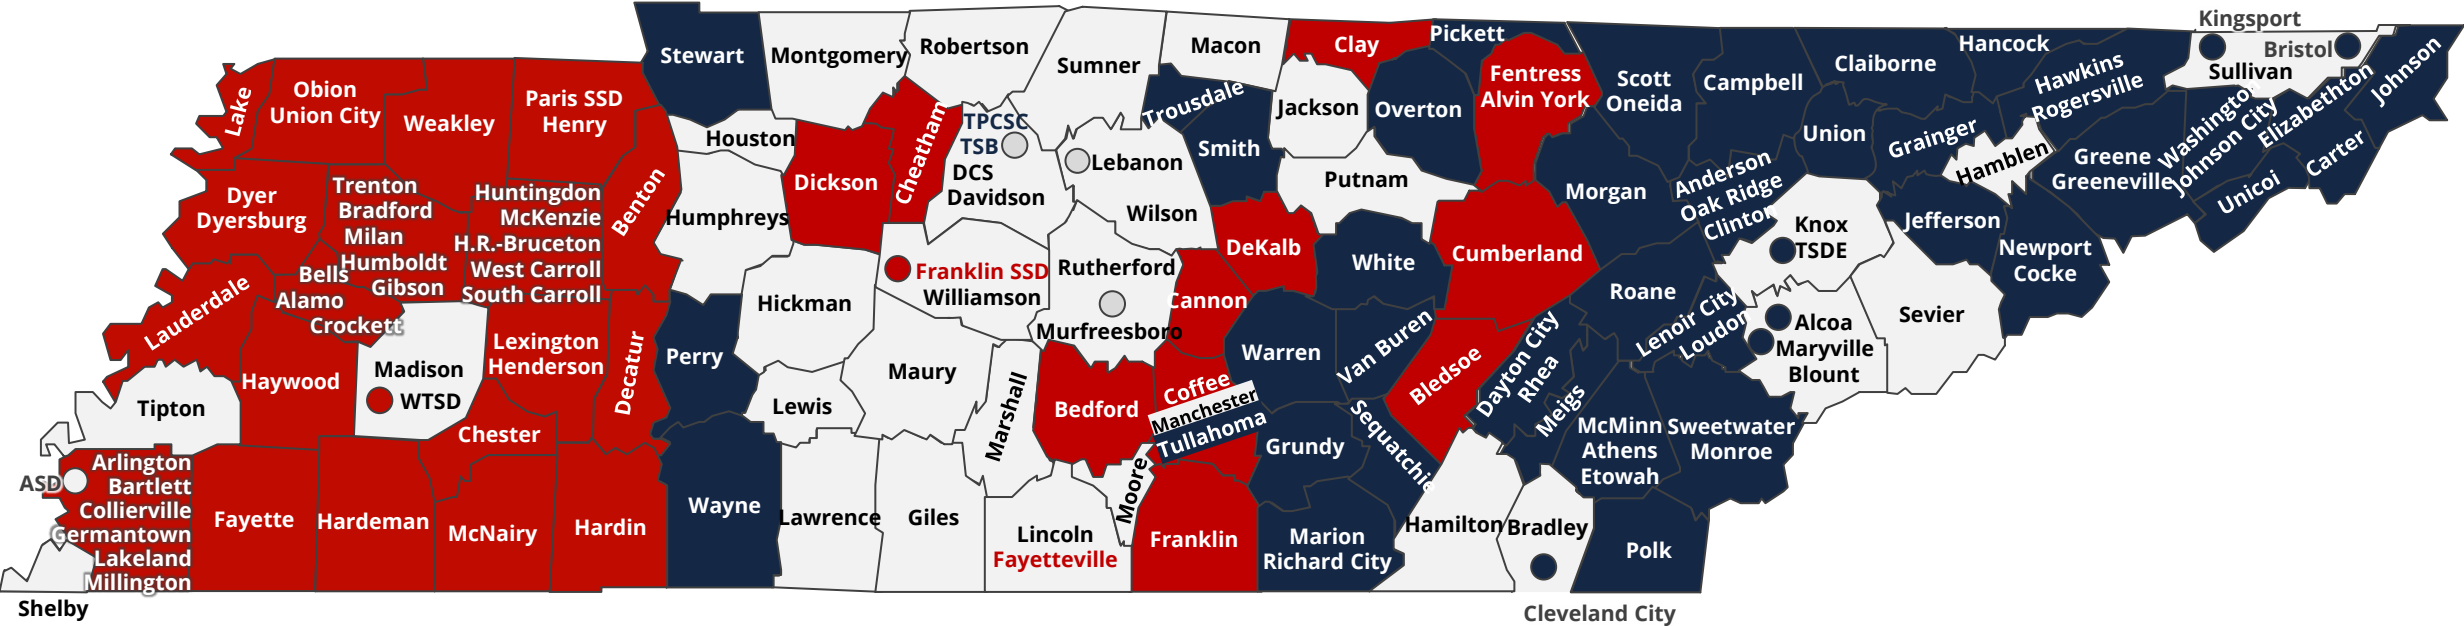 Kingsport
Bristol
Sullivan
Stewart
Montgomery
Robertson
Sumner
Macon
Clay
Pickett
Fentress
Alvin York
Scott
Oneida
Campbell
Claiborne
Hancock
Hawkins
Rogersville
Johnson
Washington
Johnson City
Elizabethton
Carter
Unicoi
Lake
Obion
Union City
Weakley
Paris SSD
Henry
Houston
Dickson
Cheatham
TPCSC
TSB
DCS
Davidson
Lebanon
Wilson
Trousdale
Smith
Jackson
Overton
Putnam
Morgan
Anderson
Oak Ridge
Clinton
Union
Grainger
Hamblen
Greene
Greeneville
Dyer
Dyersburg
Trenton
Bradford
Milan
Humboldt
Gibson
Huntingdon
McKenzie
H.R.-Bruceton
West Carroll
South Carroll
Benton
Humphreys
Hickman
Franklin SSD
Williamson
Rutherford
Murfreesboro
Cannon
DeKalb
White
Cumberland
Roane
Knox
TSDE
Jefferson
Newport
Cocke
Sevier
Lauderdale
Bells
Alamo
Crockett
Haywood
Madison
WTSD
Lexington
Henderson
Decatur
Perry
Lewis
Maury
Marshall
Bedford
Coffee
Manchester
Tullahoma
Warren
Van Buren
Bledsoe
Dayton City
Rhea
Meigs
Lenoir City
Loudon
Alcoa
Maryville
Blount
Tipton
Chester
Grundy
Sequatchie
McMinn
Athens
Etowah
Sweetwater
Monroe
ASD
Arlington
Bartlett
Collierville
Germantown
Lakeland
Millington
Shelby
Fayette
Hardeman
McNairy
Hardin
Wayne
Lawrence
Giles
Lincoln
Fayetteville
Moore
Franklin
Marion
Richard City
Hamilton
Bradley
Polk
Cleveland City